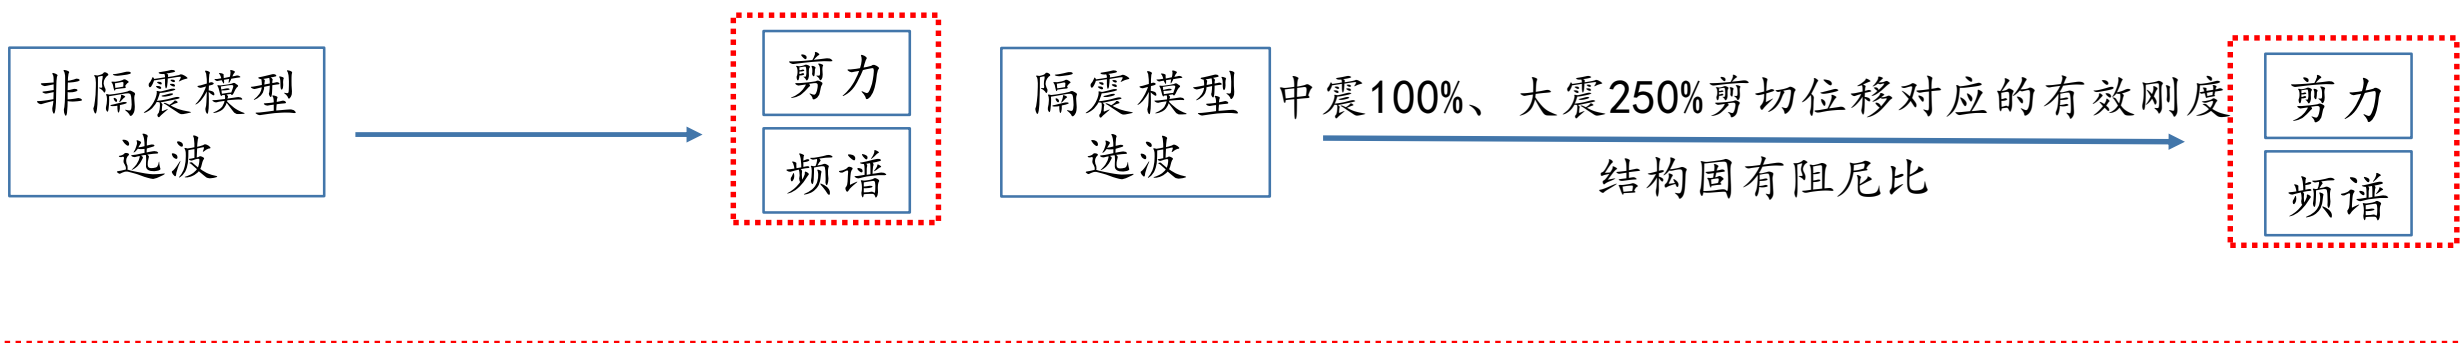 非隔震模型
选波
剪力
频谱
隔震模型
选波
中震100%、大震250%剪切位移对应的有效刚度
结构固有阻尼比
剪力
频谱